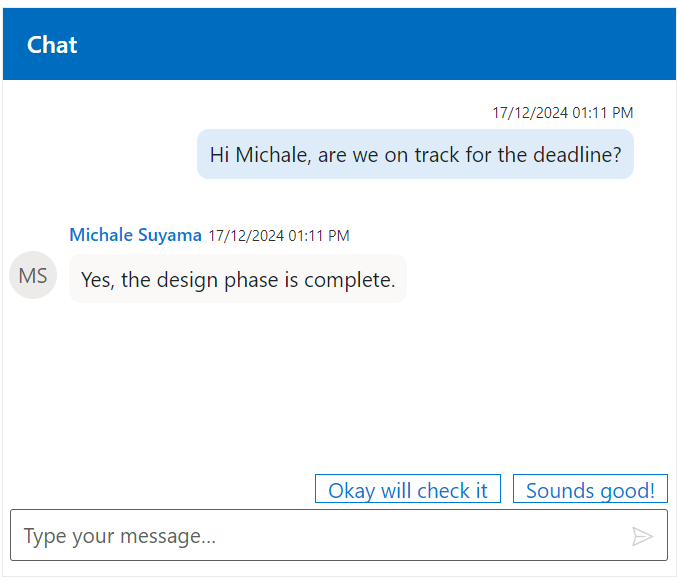 Chat
17/12/2024 01:11 PM
Hi Michale, are we on track for the deadline?
Michale Suyama 17/12/2024 01:11 PM
MS
Yes, the design phase is complete.
Okay will check it Sounds good!
Type your message...